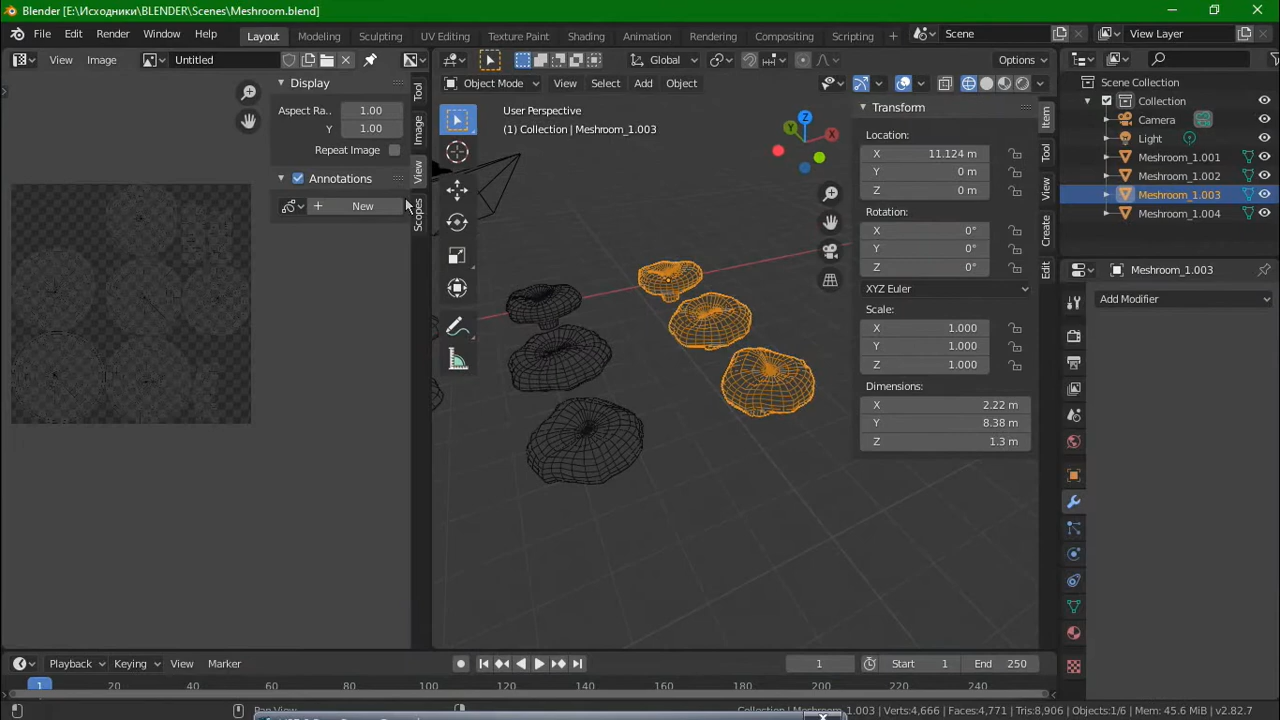 Blender [E:\Исходники\BLENDER\Scenes\Meshroom.blend]
File Edit Render Window Help Layout Modeling Sculpting UV Editing Texture Paint Shading Animation Rendering Compositing Scripting + Scene View Layer
View Image Untitled Global Options
Display
Aspect Ra.. 1.00
Y 1.00
Repeat Image
Annotations
New
Tool
Image
View
Scopes
Object Mode View Select Add Object
User Perspective
(1) Collection | Meshroom_1.003
Z
Y
X
Transform
Location:
X 11.124 m
Y 0 m
Z 0 m
Rotation:
X 0°
Y 0°
Z 0°
XYZ Euler
Scale:
X 1.000
Y 1.000
Z 1.000
Dimensions:
X 2.22 m
Y 8.38 m
Z 1.3 m
Item
Tool
View
Create
Edit
Scene Collection
Collection
Camera
Light
Meshroom_1.001
Meshroom_1.002
Meshroom_1.003
Meshroom_1.004
Meshroom_1.003
Add Modifier
Playback Keying View Marker 1 Start 1 End 250
1 20 40 60 80 100 120 140 160 180 200 220 240
Pan View
Collection | Meshroom_1.003 | Verts:4,666 | Faces:4,771 | Tris:8,906 | Objects:1/6 | Mem: 45.6 MiB | v2.82.7